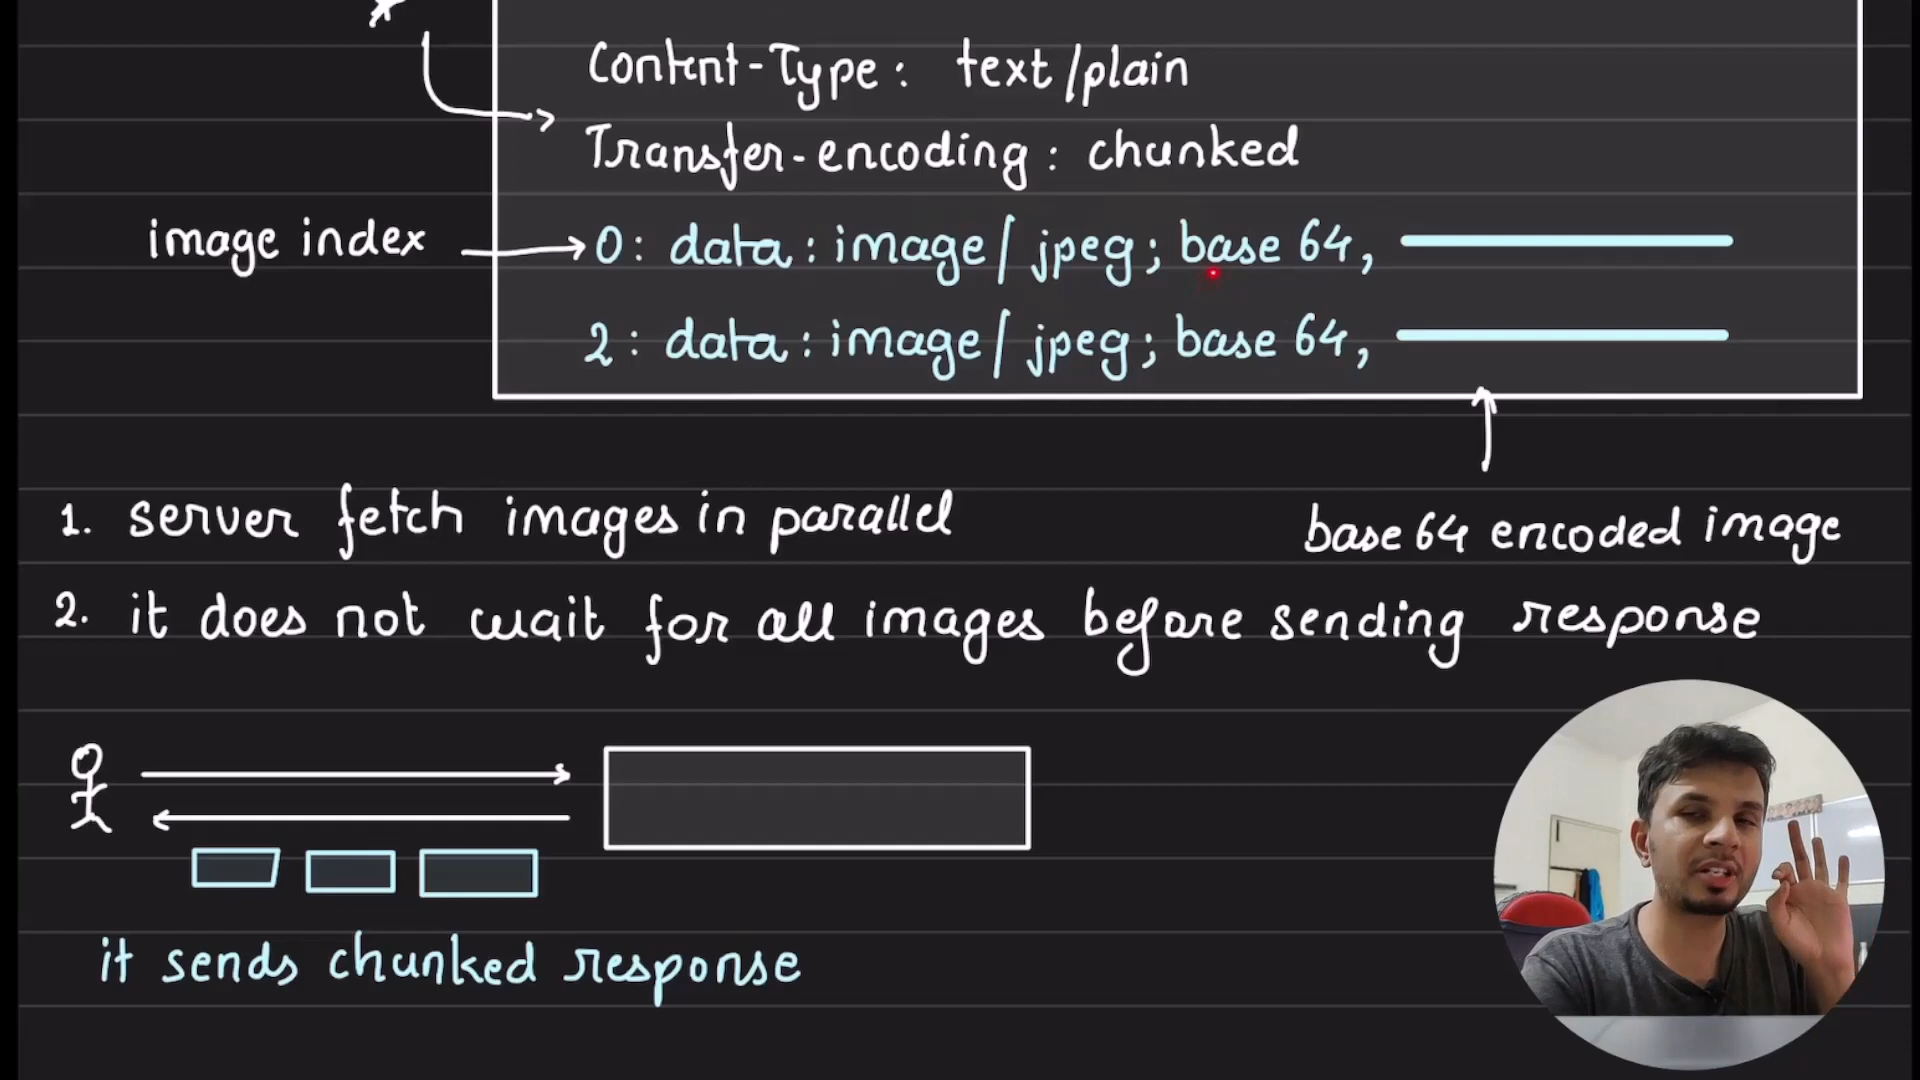 Content-Type: text/plain
Transfer-encoding: chunked
image index
0: data: image/jpeg; base 64,
2: data: image/jpeg; base 64,
1. server fetch images in parallel
base 64 encoded image
2. it does not wait for all images before sending response
it sends chunked response